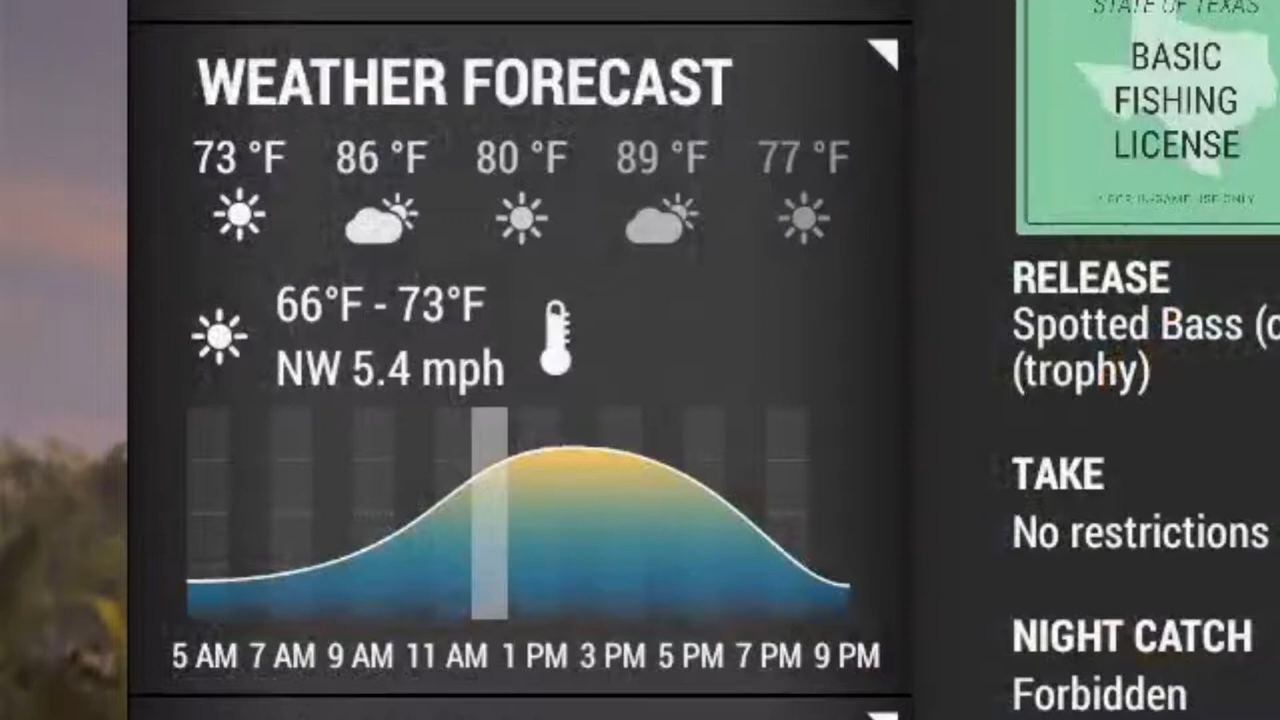 WEATHER FORECAST
73 °F 86 °F 80 °F 89 °F 77 °F
66°F - 73°F
NW 5.4 mph
5 AM 7 AM 9 AM 11 AM 1 PM 3 PM 5 PM 7 PM 9 PM
STATE OF TEXAS
BASIC
FISHING
LICENSE
RELEASE
Spotted Bass (c
(trophy)
TAKE
No restrictions
NIGHT CATCH
Forbidden